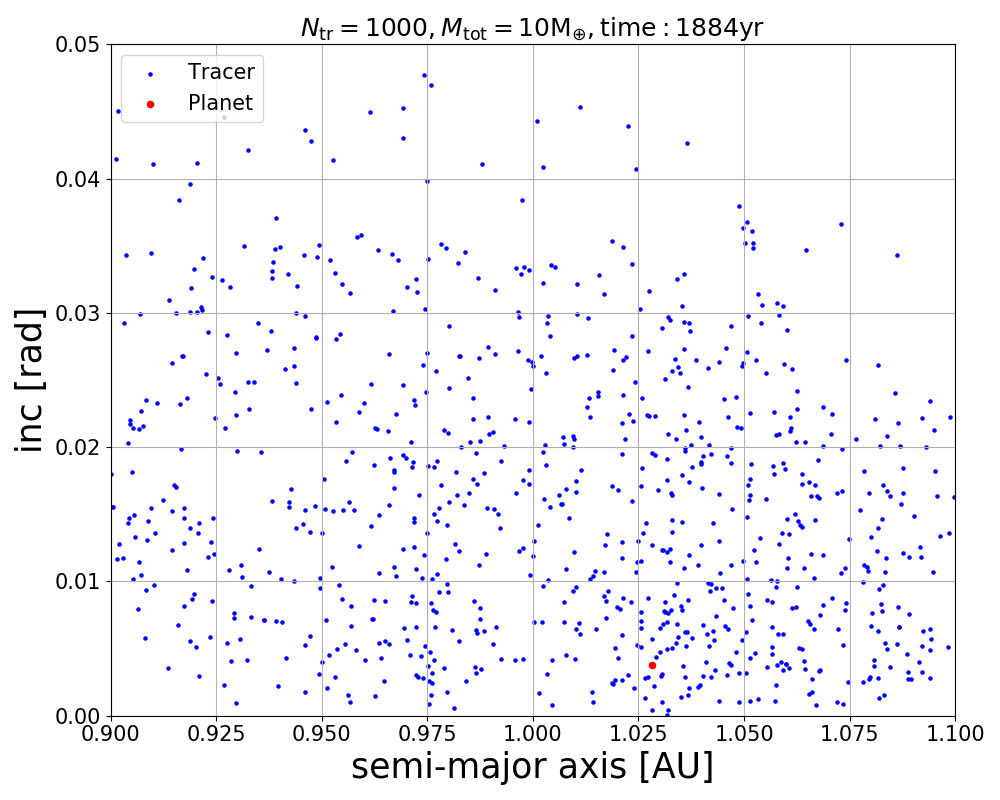 N_tr = 1000, M_tot = 10M_⊕, time : 1884yr
0.05
Tracer
Planet
0.04
0.03
inc [rad]
0.02
0.01
0.00
0.900 0.925 0.950 0.975 1.000 1.025 1.050 1.075 1.100
semi-major axis [AU]